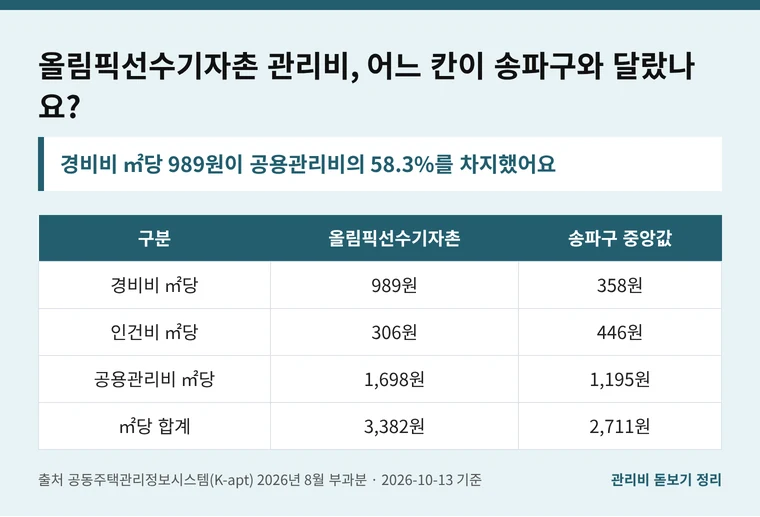 올림픽선수기자촌 관리비, 어느 칸이 송파구와 달랐나
요?
경비비 ㎡당 989원이 공용관리비의 58.3%를 차지했어요
구분 올림픽선수기자촌 송파구 중앙값
경비비 ㎡당 989원 358원
인건비 ㎡당 306원 446원
공용관리비 ㎡당 1,698원 1,195원
㎡당 합계 3,382원 2,711원
출처 공동주택관리정보시스템(K-apt) 2026년 8월 부과분 · 2026-10-13 기준 관리비 돋보기 정리